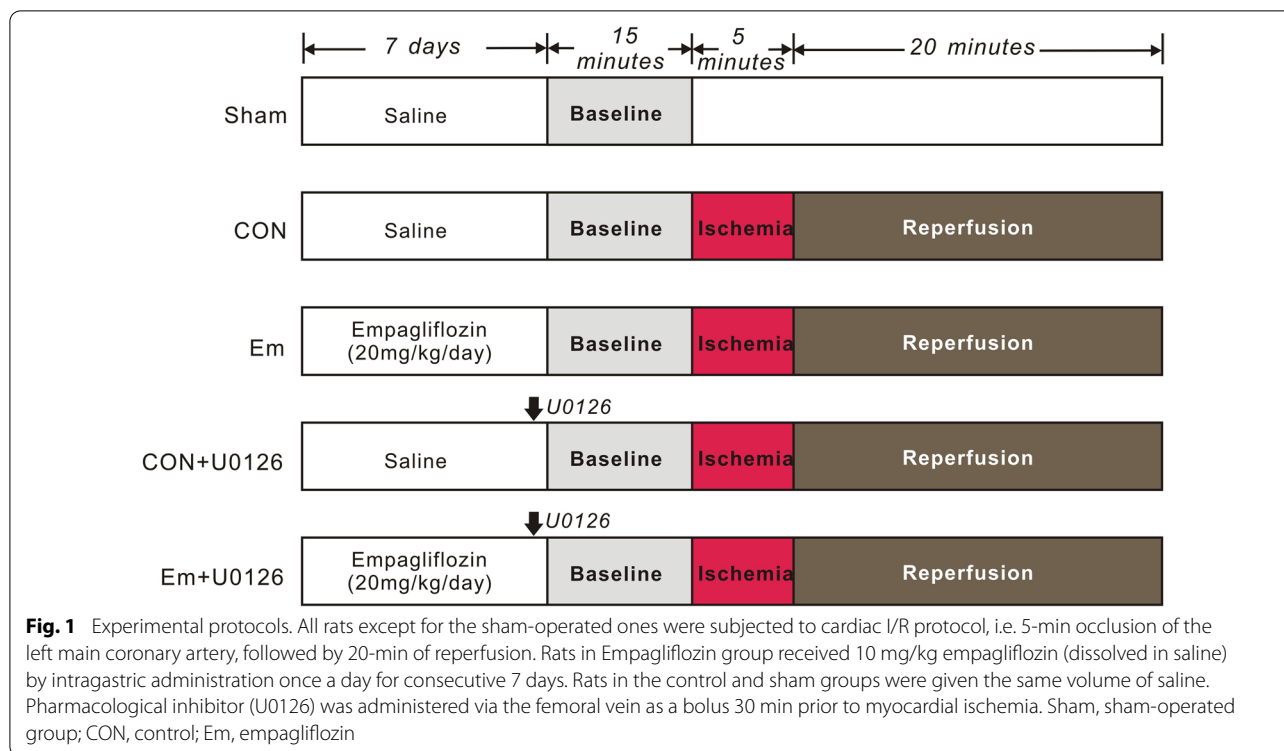 7 days
15 minutes
5 minutes
20 minutes
Sham
Saline
Baseline
CON
Saline
Baseline
Ischemia
Reperfusion
Em
Empagliflozin
(20mg/kg/day)
Baseline
Ischemia
Reperfusion
U0126
CON+U0126
Saline
Baseline
Ischemia
Reperfusion
U0126
Em+U0126
Empagliflozin
(20mg/kg/day)
Baseline
Ischemia
Reperfusion
Fig. 1 Experimental protocols. All rats except for the sham-operated ones were subjected to cardiac I/R protocol, i.e. 5-min occlusion of the
left main coronary artery, followed by 20-min of reperfusion. Rats in Empagliflozin group received 10 mg/kg empagliflozin (dissolved in saline)
by intragastric administration once a day for consecutive 7 days. Rats in the control and sham groups were given the same volume of saline.
Pharmacological inhibitor (U0126) was administered via the femoral vein as a bolus 30 min prior to myocardial ischemia. Sham, sham-operated
group; CON, control; Em, empagliflozin